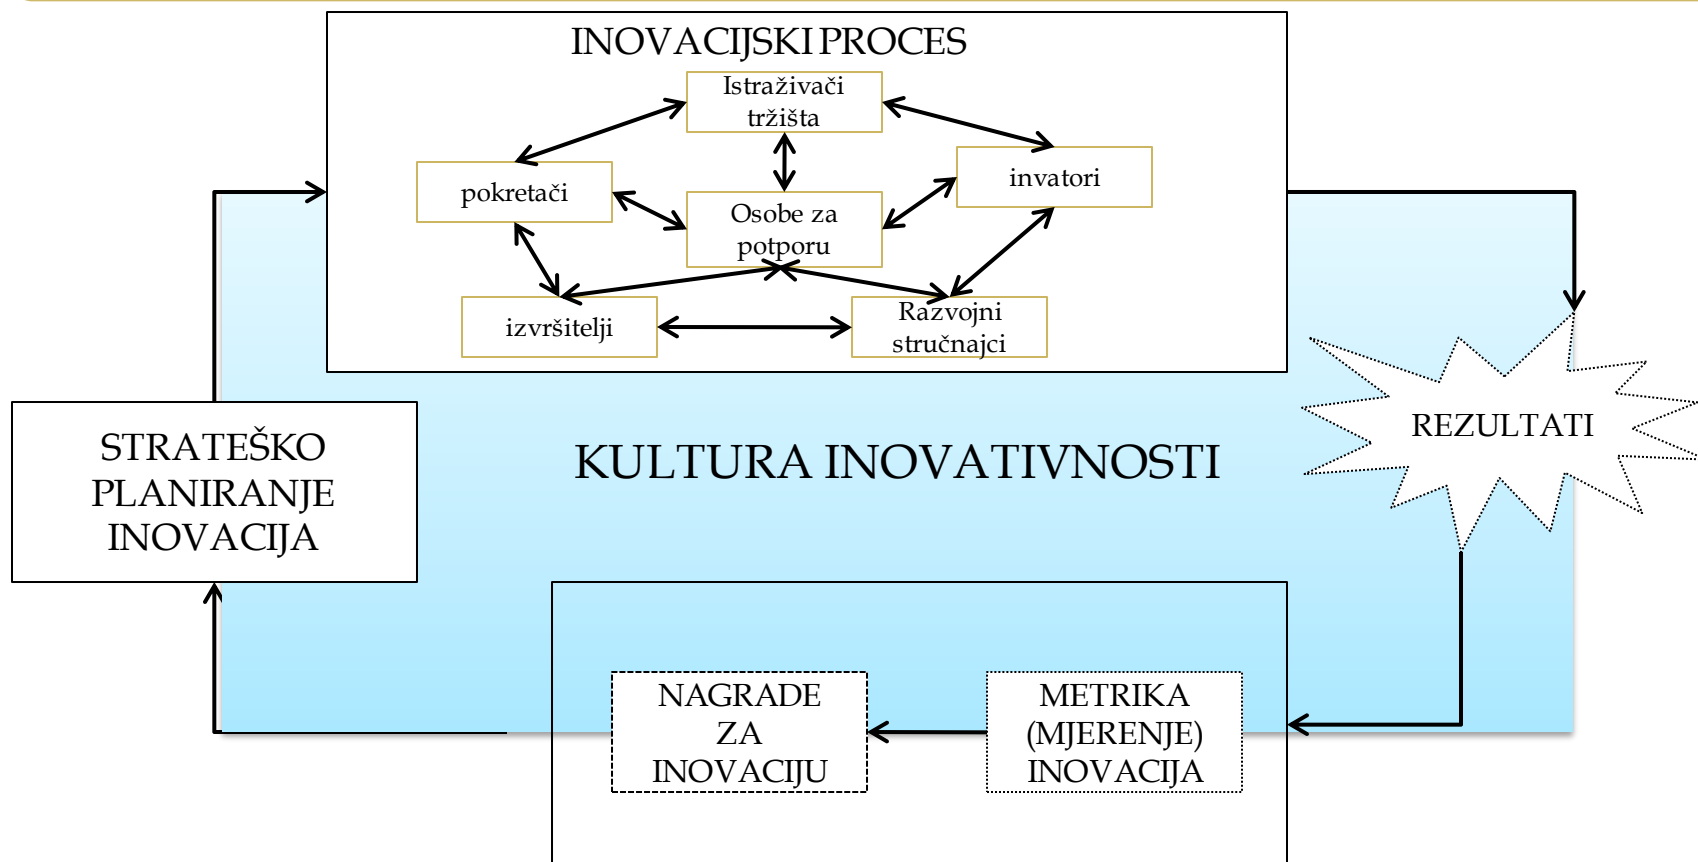 INOVACIJSKI PROCES
Istraživači
tržišta
pokretači
invatori
Osobe za
potporu
izvršitelji
Razvojni
stručnajci
STRATEŠKO
PLANIRANJE
INOVACIJA
KULTURA INOVATIVNOSTI
REZULTATI
NAGRADE
ZA
INOVACIJU
METRIKA
(MJERENJE)
INOVACIJA